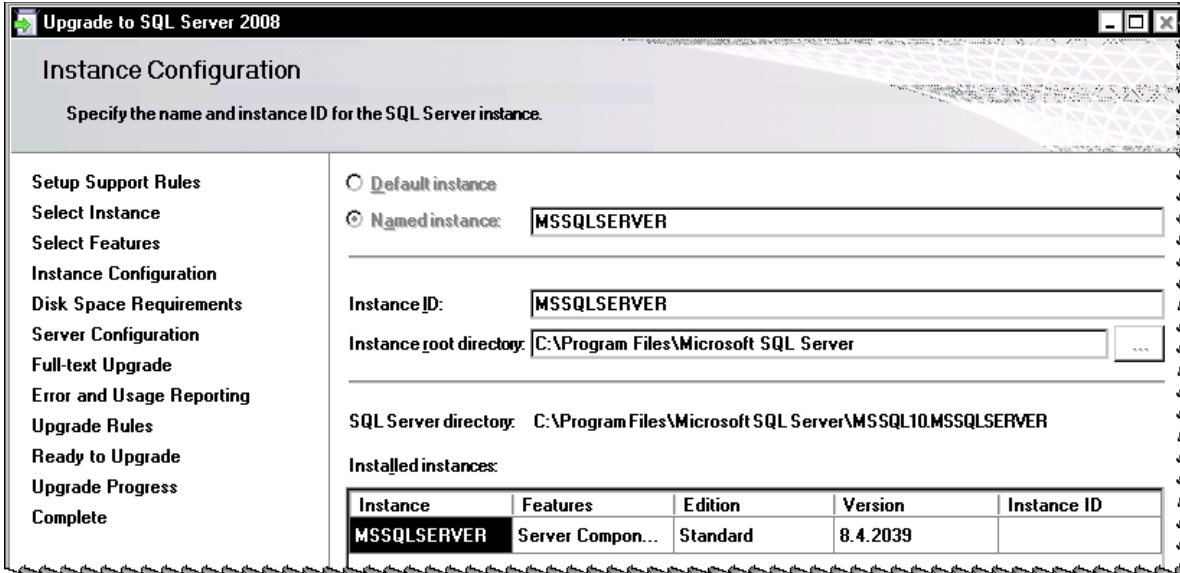 Upgrade to SQL Server 2008
Instance Configuration
Specify the name and instance ID for the SQL Server instance.
Setup Support Rules
Select Instance
Select Features
Instance Configuration
Disk Space Requirements
Server Configuration
Full-text Upgrade
Error and Usage Reporting
Upgrade Rules
Ready to Upgrade
Upgrade Progress
Complete
Default instance
Named instance: MSSQLSERVER
Instance ID: MSSQLSERVER
Instance root directory: C:\Program Files\Microsoft SQL Server ...
SQL Server directory: C:\Program Files\Microsoft SQL Server\MSSQL10.MSSQLSERVER
Installed instances:
Instance Features Edition Version Instance ID
MSSQLSERVER Server Compon... Standard 8.4.2039